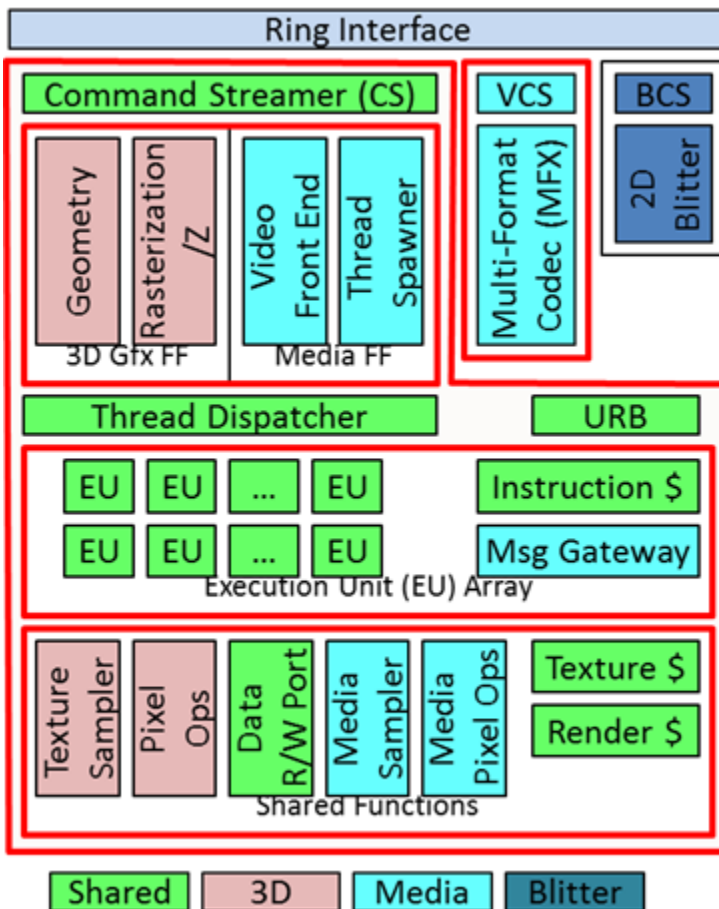 Ring Interface
Command Streamer (CS)
VCS
BCS
Geometry
Rasterization
/Z
Video
Front End
Thread
Spawner
Multi-Format
Codec (MFX)
2D
Blitter
3D Gfx FF
Media FF
Thread Dispatcher
URB
EU
EU
...
EU
Instruction $
EU
EU
...
EU
Msg Gateway
Execution Unit (EU) Array
Texture
Sampler
Pixel
Ops
Data
R/W Port
Media
Sampler
Media
Pixel Ops
Texture $
Render $
Shared Functions
Shared
3D
Media
Blitter